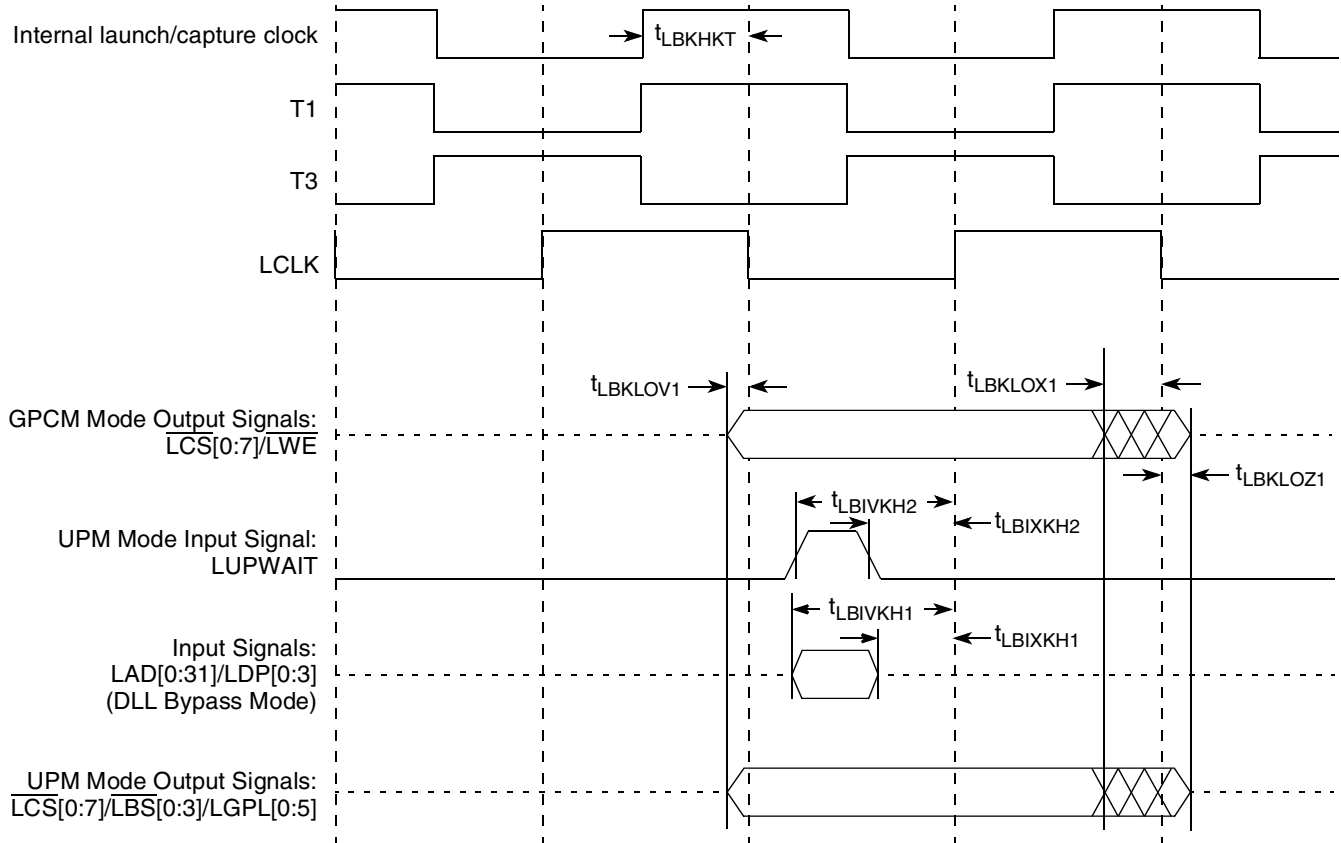 Internal launch/capture clock
tLBKHKT
T1
T3
LCLK
tLBKLOV1
tLBKLOX1
GPCM Mode Output Signals:
LCS[0:7]/LWE
tLBKLOZ1
tLBIVKH2
tLBIXKH2
UPM Mode Input Signal:
LUPWAIT
tLBIVKH1
tLBIXKH1
Input Signals:
LAD[0:31]/LDP[0:3]
(DLL Bypass Mode)
UPM Mode Output Signals:
LCS[0:7]/LBS[0:3]/LGPL[0:5]